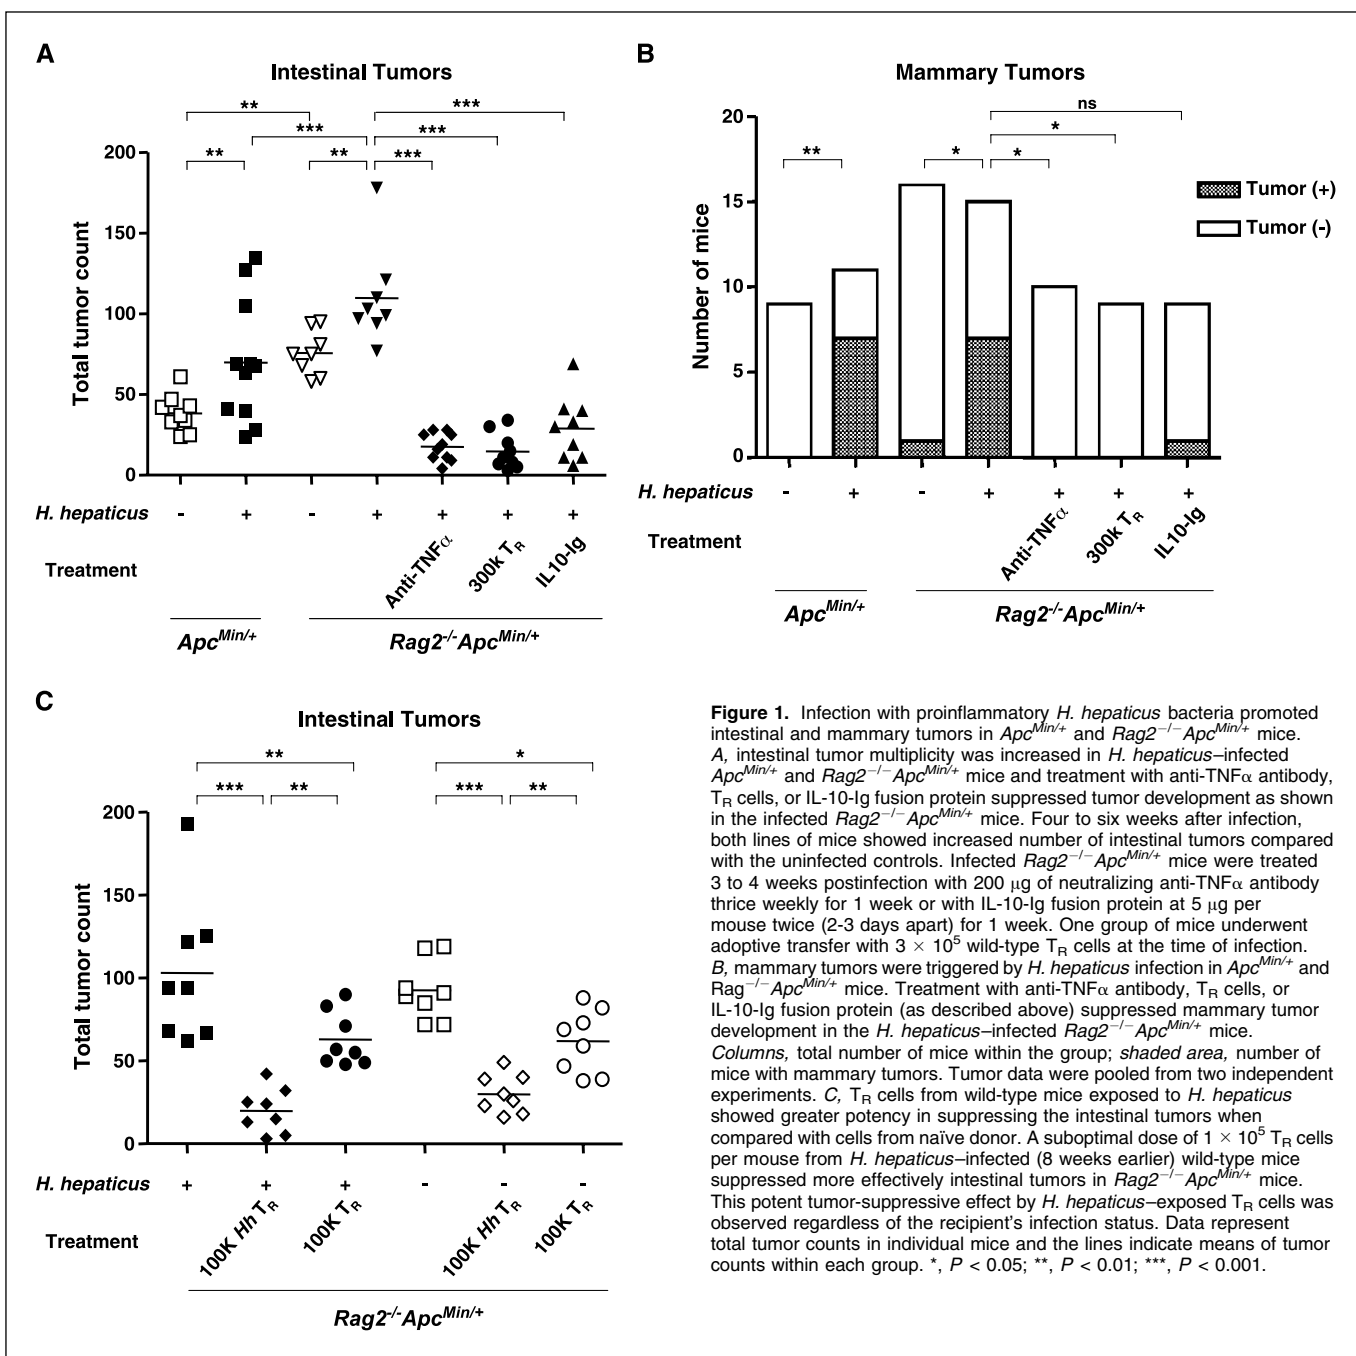 A
Intestinal Tumors
**
***
***
***
**
**
***
200
150
100
50
0
Total tumor count
H. hepaticus
-
+
-
+
+
+
+
Treatment
Anti-TNFα
300k TR
IL10-Ig
ApcMin/+
Rag2-/-ApcMin/+
B
Mammary Tumors
ns
*
**
*
*
20
15
10
5
0
Number of mice
Tumor (+)
Tumor (-)
H. hepaticus
-
+
-
+
+
+
+
Treatment
Anti-TNFα
300k TR
IL10-Ig
ApcMin/+
Rag2-/-ApcMin/+
C
Intestinal Tumors
**
*
***
**
***
**
200
150
100
50
0
Total tumor count
H. hepaticus
+
+
+
-
-
-
Treatment
100K Hh TR
100K TR
100K Hh TR
100K TR
Rag2-/-ApcMin/+
Figure 1. Infection with proinflammatory H. hepaticus bacteria promoted
intestinal and mammary tumors in ApcMin/+ and Rag2−/−ApcMin/+ mice.
A, intestinal tumor multiplicity was increased in H. hepaticus–infected
ApcMin/+ and Rag2−/−ApcMin/+ mice and treatment with anti-TNFα antibody,
TR cells, or IL-10-Ig fusion protein suppressed tumor development as shown
in the infected Rag2−/−ApcMin/+ mice. Four to six weeks after infection,
both lines of mice showed increased number of intestinal tumors compared
with the uninfected controls. Infected Rag2−/−ApcMin/+ mice were treated
3 to 4 weeks postinfection with 200 μg of neutralizing anti-TNFα antibody
thrice weekly for 1 week or with IL-10-Ig fusion protein at 5 μg per
mouse twice (2-3 days apart) for 1 week. One group of mice underwent
adoptive transfer with 3 × 10⁵ wild-type TR cells at the time of infection.
B, mammary tumors were triggered by H. hepaticus infection in ApcMin/+ and
Rag−/−ApcMin/+ mice. Treatment with anti-TNFα antibody, TR cells, or
IL-10-Ig fusion protein (as described above) suppressed mammary tumor
development in the H. hepaticus–infected Rag2−/−ApcMin/+ mice.
Columns, total number of mice within the group; shaded area, number of
mice with mammary tumors. Tumor data were pooled from two independent
experiments. C, TR cells from wild-type mice exposed to H. hepaticus
showed greater potency in suppressing the intestinal tumors when
compared with cells from naïve donor. A suboptimal dose of 1 × 10⁵ TR cells
per mouse from H. hepaticus–infected (8 weeks earlier) wild-type mice
suppressed more effectively intestinal tumors in Rag2−/−ApcMin/+ mice.
This potent tumor-suppressive effect by H. hepaticus–exposed TR cells was
observed regardless of the recipient's infection status. Data represent
total tumor counts in individual mice and the lines indicate means of tumor
counts within each group. *, P < 0.05; **, P < 0.01; ***, P < 0.001.